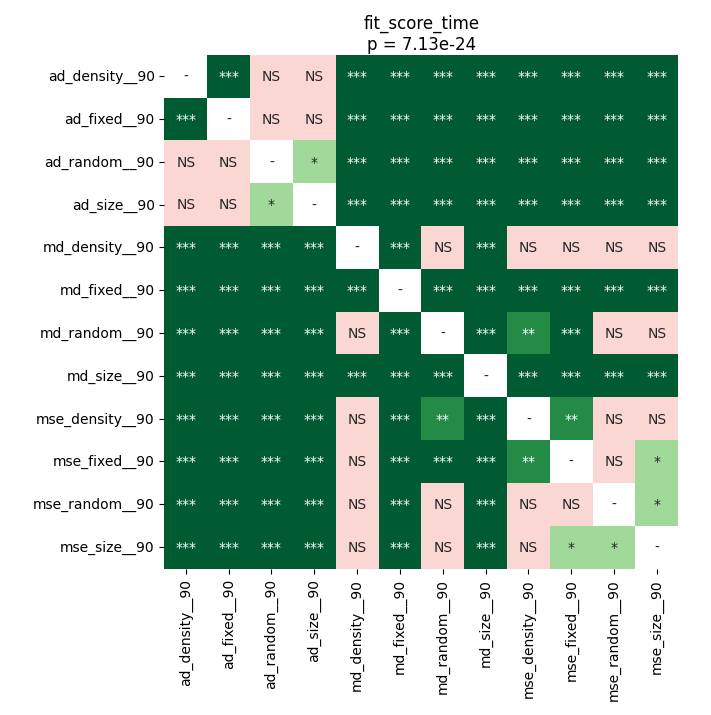 fit_score_time
p = 7.13e-24
ad_density__90 - *** NS NS *** *** *** *** *** *** *** ***
ad_fixed__90 *** - NS NS *** *** *** *** *** *** *** ***
ad_random__90 NS NS - * *** *** *** *** *** *** *** ***
ad_size__90 NS NS * - *** *** *** *** *** *** *** ***
md_density__90 *** *** *** *** - *** NS *** NS NS NS NS
md_fixed__90 *** *** *** *** *** - *** *** *** *** *** ***
md_random__90 *** *** *** *** NS *** - *** ** *** NS NS
md_size__90 *** *** *** *** *** *** *** - *** *** *** ***
mse_density__90 *** *** *** *** NS *** ** *** - ** NS NS
mse_fixed__90 *** *** *** *** NS *** *** *** ** - NS *
mse_random__90 *** *** *** *** NS *** NS *** NS NS - *
mse_size__90 *** *** *** *** NS *** NS *** NS * * -
ad_density__90
ad_fixed__90
ad_random__90
ad_size__90
md_density__90
md_fixed__90
md_random__90
md_size__90
mse_density__90
mse_fixed__90
mse_random__90
mse_size__90